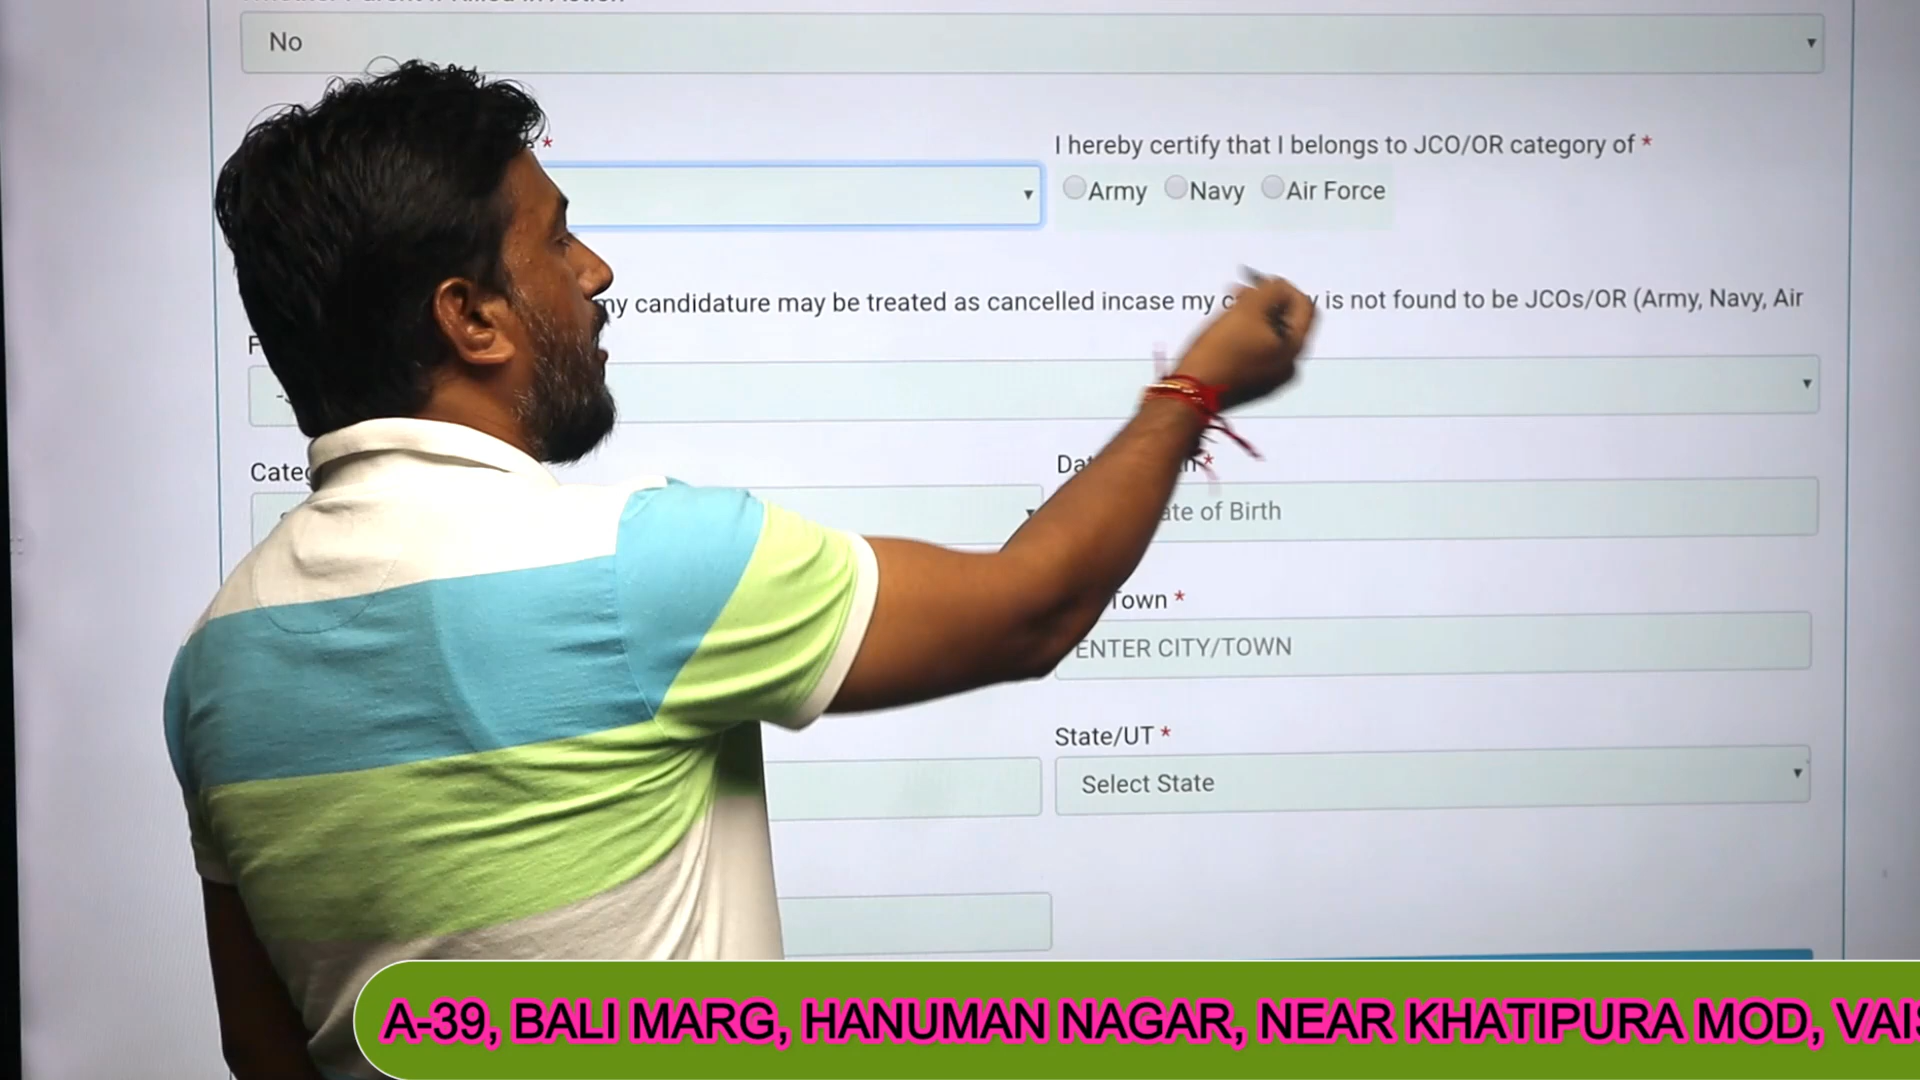 No
*
I hereby certify that I belongs to JCO/OR category of *
Army Navy Air Force
my candidature may be treated as cancelled incase my is not found to be JCOs/OR (Army, Navy, Air
*
ate of Birth
Town *
ENTER CITY/TOWN
State/UT *
Select State
A-39, BALI MARG, HANUMAN NAGAR, NEAR KHATIPURA MOD, VAIS